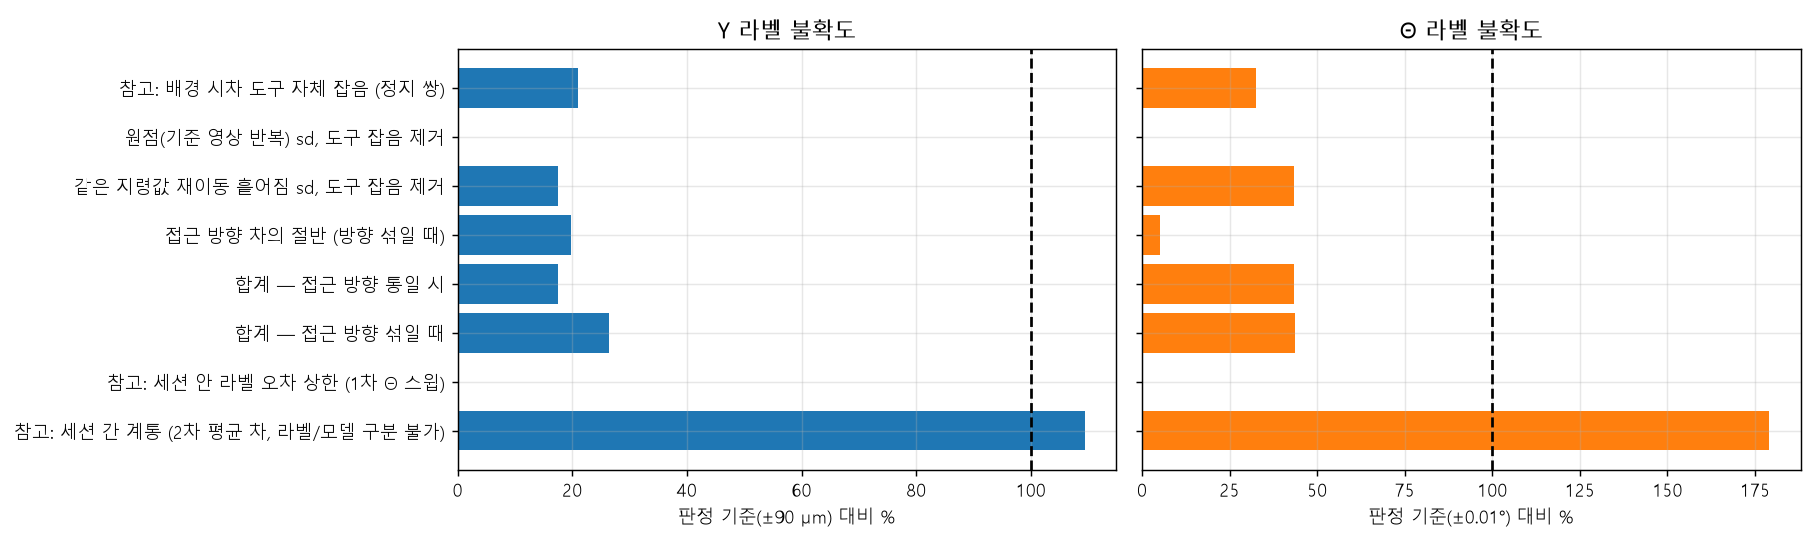 Y 라벨 불확도
Θ 라벨 불확도
참고: 배경 시차 도구 자체 잡음 (정지 쌍)
원점(기준 영상 반복) sd, 도구 잡음 제거
같은 지령값 재이동 흩어짐 sd, 도구 잡음 제거
접근 방향 차의 절반 (방향 섞일 때)
합계 — 접근 방향 통일 시
합계 — 접근 방향 섞일 때
참고: 세션 안 라벨 오차 상한 (1차 Θ 스윕)
참고: 세션 간 계통 (2차 평균 차, 라벨/모델 구분 불가)
0 20 40 60 80 100
0 25 50 75 100 125 150 175
판정 기준(±90 µm) 대비 %
판정 기준(±0.01°) 대비 %